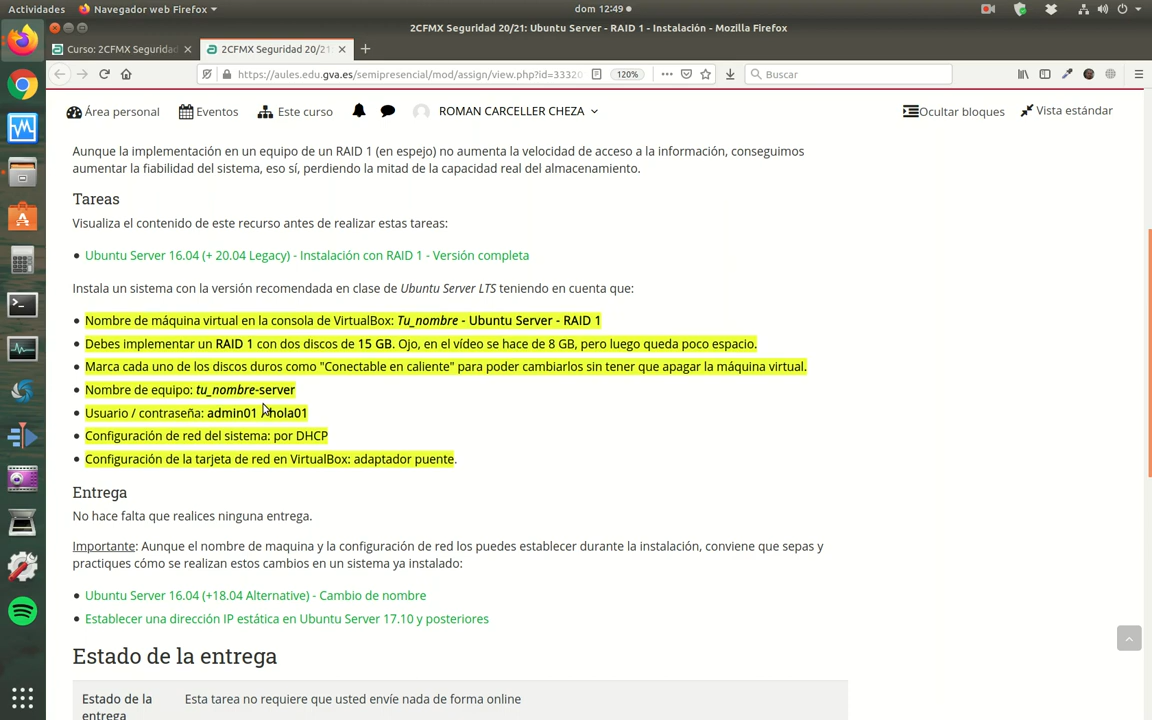 Actividades
Navegador web Firefox
dom 12:49
2CFMX Seguridad 20/21: Ubuntu Server - RAID 1 - Instalación - Mozilla Firefox
Curso: 2CFMX Seguridad
2CFMX Seguridad 20/21:
https://aules.edu.gva.es/semipresencial/mod/assign/view.php?id=33320
120%
Buscar
Área personal
Eventos
Este curso
ROMAN CARCELLER CHEZA
Ocultar bloques
Vista estándar
Aunque la implementación en un equipo de un RAID 1 (en espejo) no aumenta la velocidad de acceso a la información, conseguimos
aumentar la fiabilidad del sistema, eso sí, perdiendo la mitad de la capacidad real del almacenamiento.
Tareas
Visualiza el contenido de este recurso antes de realizar estas tareas:
Ubuntu Server 16.04 (+ 20.04 Legacy) - Instalación con RAID 1 - Versión completa
Instala un sistema con la versión recomendada en clase de Ubuntu Server LTS teniendo en cuenta que:
Nombre de máquina virtual en la consola de VirtualBox: Tu_nombre - Ubuntu Server - RAID 1
Debes implementar un RAID 1 con dos discos de 15 GB. Ojo, en el vídeo se hace de 8 GB, pero luego queda poco espacio.
Marca cada uno de los discos duros como "Conectable en caliente" para poder cambiarlos sin tener que apagar la máquina virtual.
Nombre de equipo: tu_nombre-server
Usuario / contraseña: admin01 / hola01
Configuración de red del sistema: por DHCP
Configuración de la tarjeta de red en VirtualBox: adaptador puente.
Entrega
No hace falta que realices ninguna entrega.
Importante: Aunque el nombre de maquina y la configuración de red los puedes establecer durante la instalación, conviene que sepas y
practiques cómo se realizan estos cambios en un sistema ya instalado:
Ubuntu Server 16.04 (+18.04 Alternative) - Cambio de nombre
Establecer una dirección IP estática en Ubuntu Server 17.10 y posteriores
Estado de la entrega
Estado de la
entrega
Esta tarea no requiere que usted envíe nada de forma online